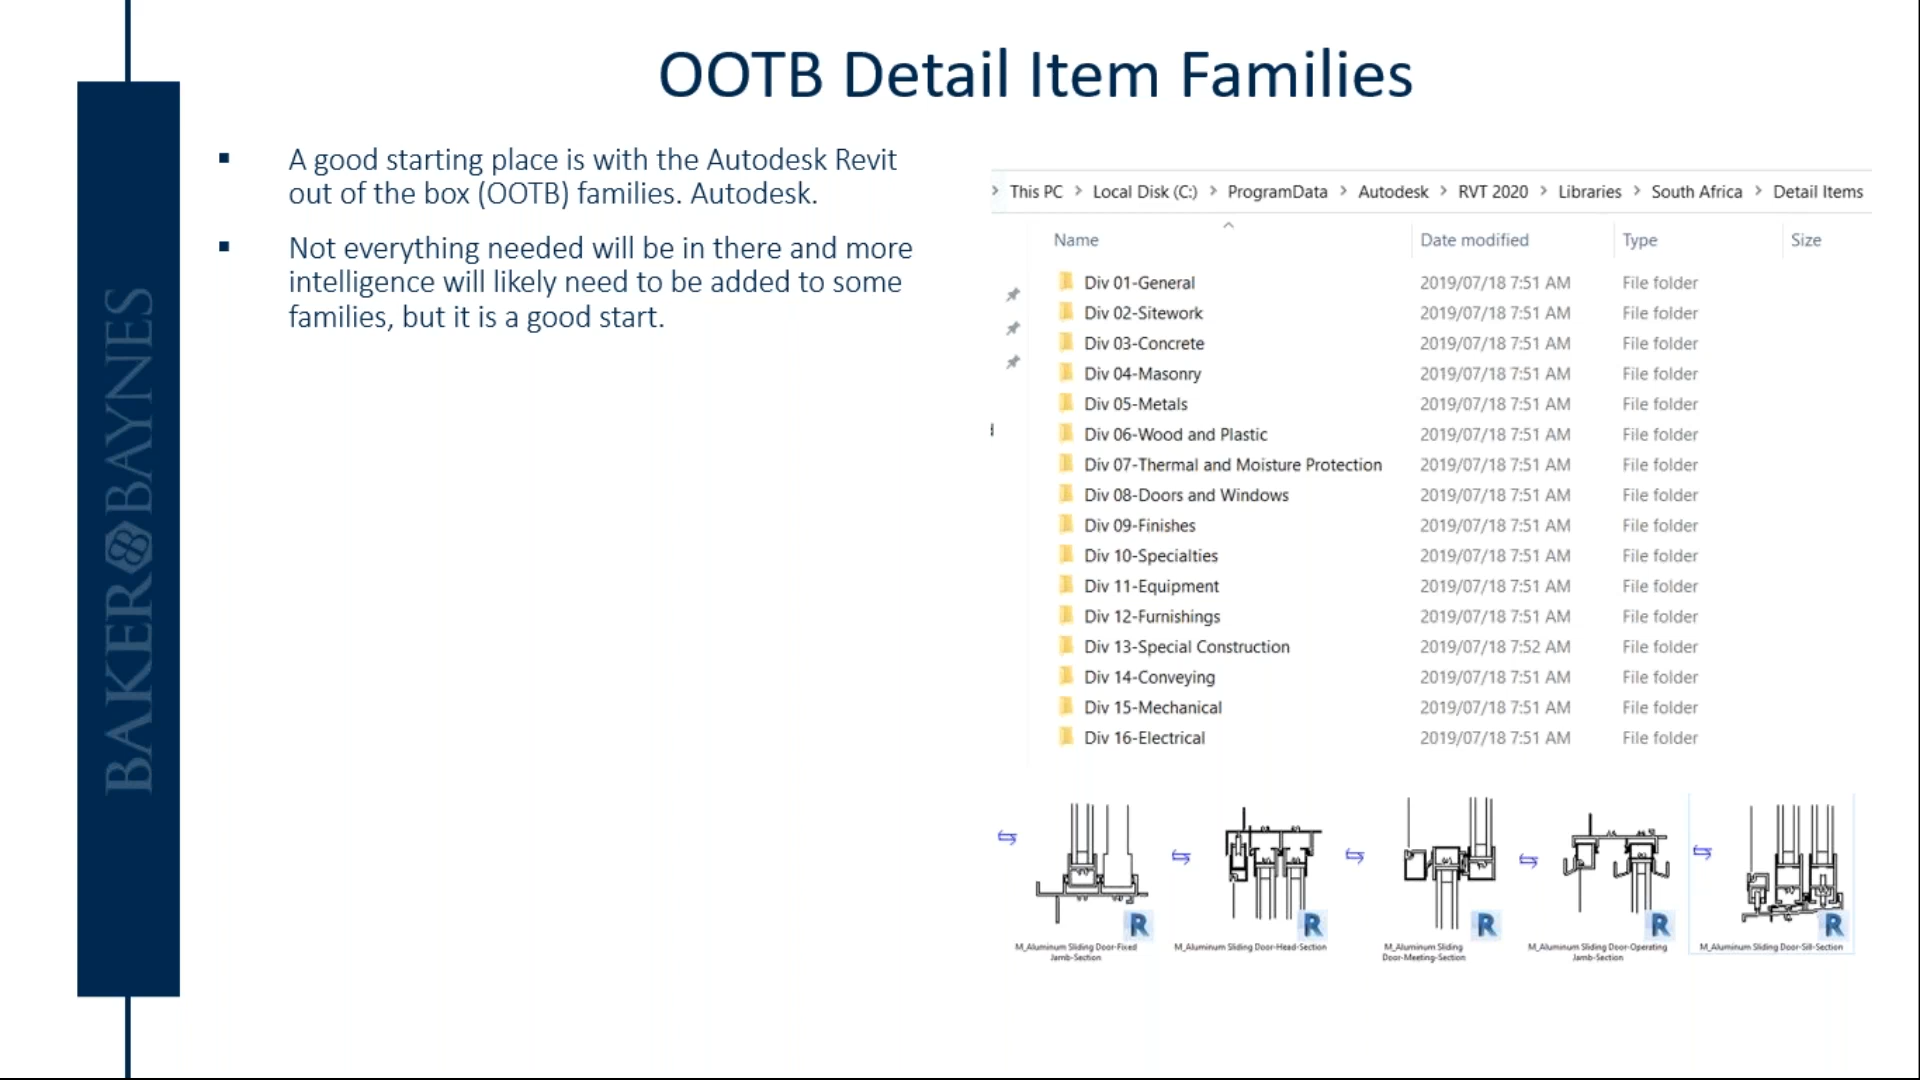 OOTB Detail Item Families
▪ A good starting place is with the Autodesk Revit
out of the box (OOTB) families. Autodesk.
▪ Not everything needed will be in there and more
intelligence will likely need to be added to some
families, but it is a good start.
BAKER BAYNES
> This PC > Local Disk (C:) > ProgramData > Autodesk > RVT 2020 > Libraries > South Africa > Detail Items
Name Date modified Type Size
Div 01-General 2019/07/18 7:51 AM File folder
Div 02-Sitework 2019/07/18 7:51 AM File folder
Div 03-Concrete 2019/07/18 7:51 AM File folder
Div 04-Masonry 2019/07/18 7:51 AM File folder
Div 05-Metals 2019/07/18 7:51 AM File folder
Div 06-Wood and Plastic 2019/07/18 7:51 AM File folder
Div 07-Thermal and Moisture Protection 2019/07/18 7:51 AM File folder
Div 08-Doors and Windows 2019/07/18 7:51 AM File folder
Div 09-Finishes 2019/07/18 7:51 AM File folder
Div 10-Specialties 2019/07/18 7:51 AM File folder
Div 11-Equipment 2019/07/18 7:51 AM File folder
Div 12-Furnishings 2019/07/18 7:51 AM File folder
Div 13-Special Construction 2019/07/18 7:52 AM File folder
Div 14-Conveying 2019/07/18 7:51 AM File folder
Div 15-Mechanical 2019/07/18 7:51 AM File folder
Div 16-Electrical 2019/07/18 7:51 AM File folder
R R R R R
M_Aluminum Sliding Door-Fixed
Jamb-Section
M_Aluminum Sliding Door-Head-Section
M_Aluminum Sliding
Door-Meeting-Section
M_Aluminum Sliding Door-Operating
Jamb-Section
M_Aluminum Sliding Door-Sill-Section